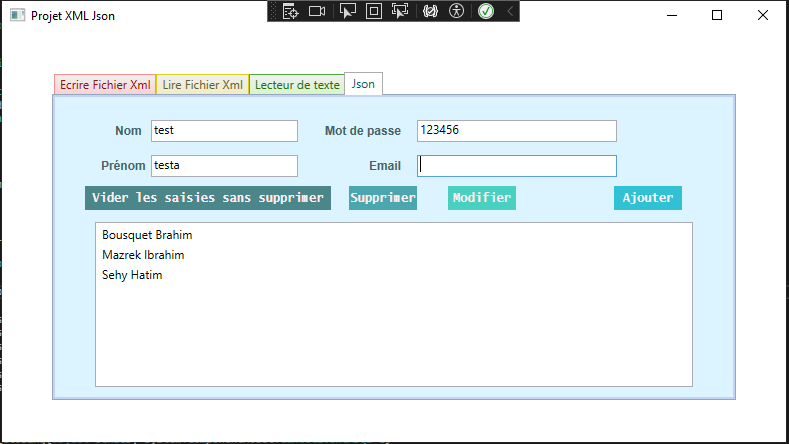 Projet XML Json
Ecrire Fichier Xml Lire Fichier Xml Lecteur de texte Json
Nom test Mot de passe 123456
Prénom testa Email
Vider les saisies sans supprimer Supprimer Modifier Ajouter
Bousquet Brahim
Mazrek Ibrahim
Sehy Hatim